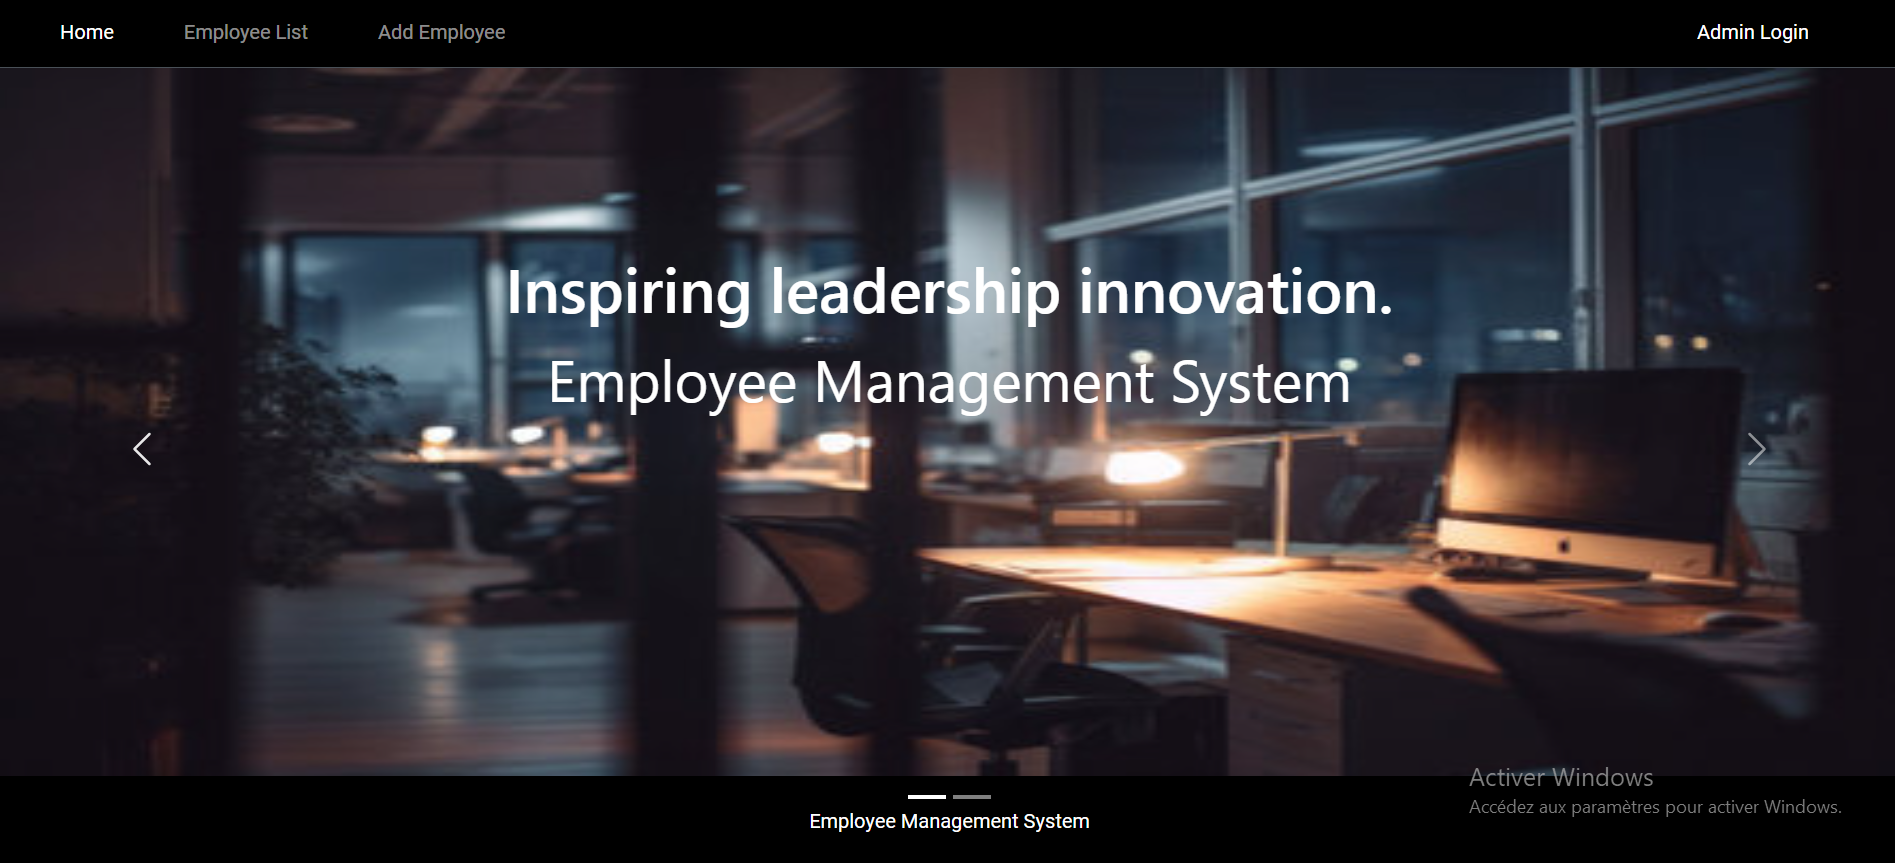 Home
Employee List
Add Employee
Admin Login
Inspiring leadership innovation.
Employee Management System
Employee Management System
Activer Windows
Accédez aux paramètres pour activer Windows.